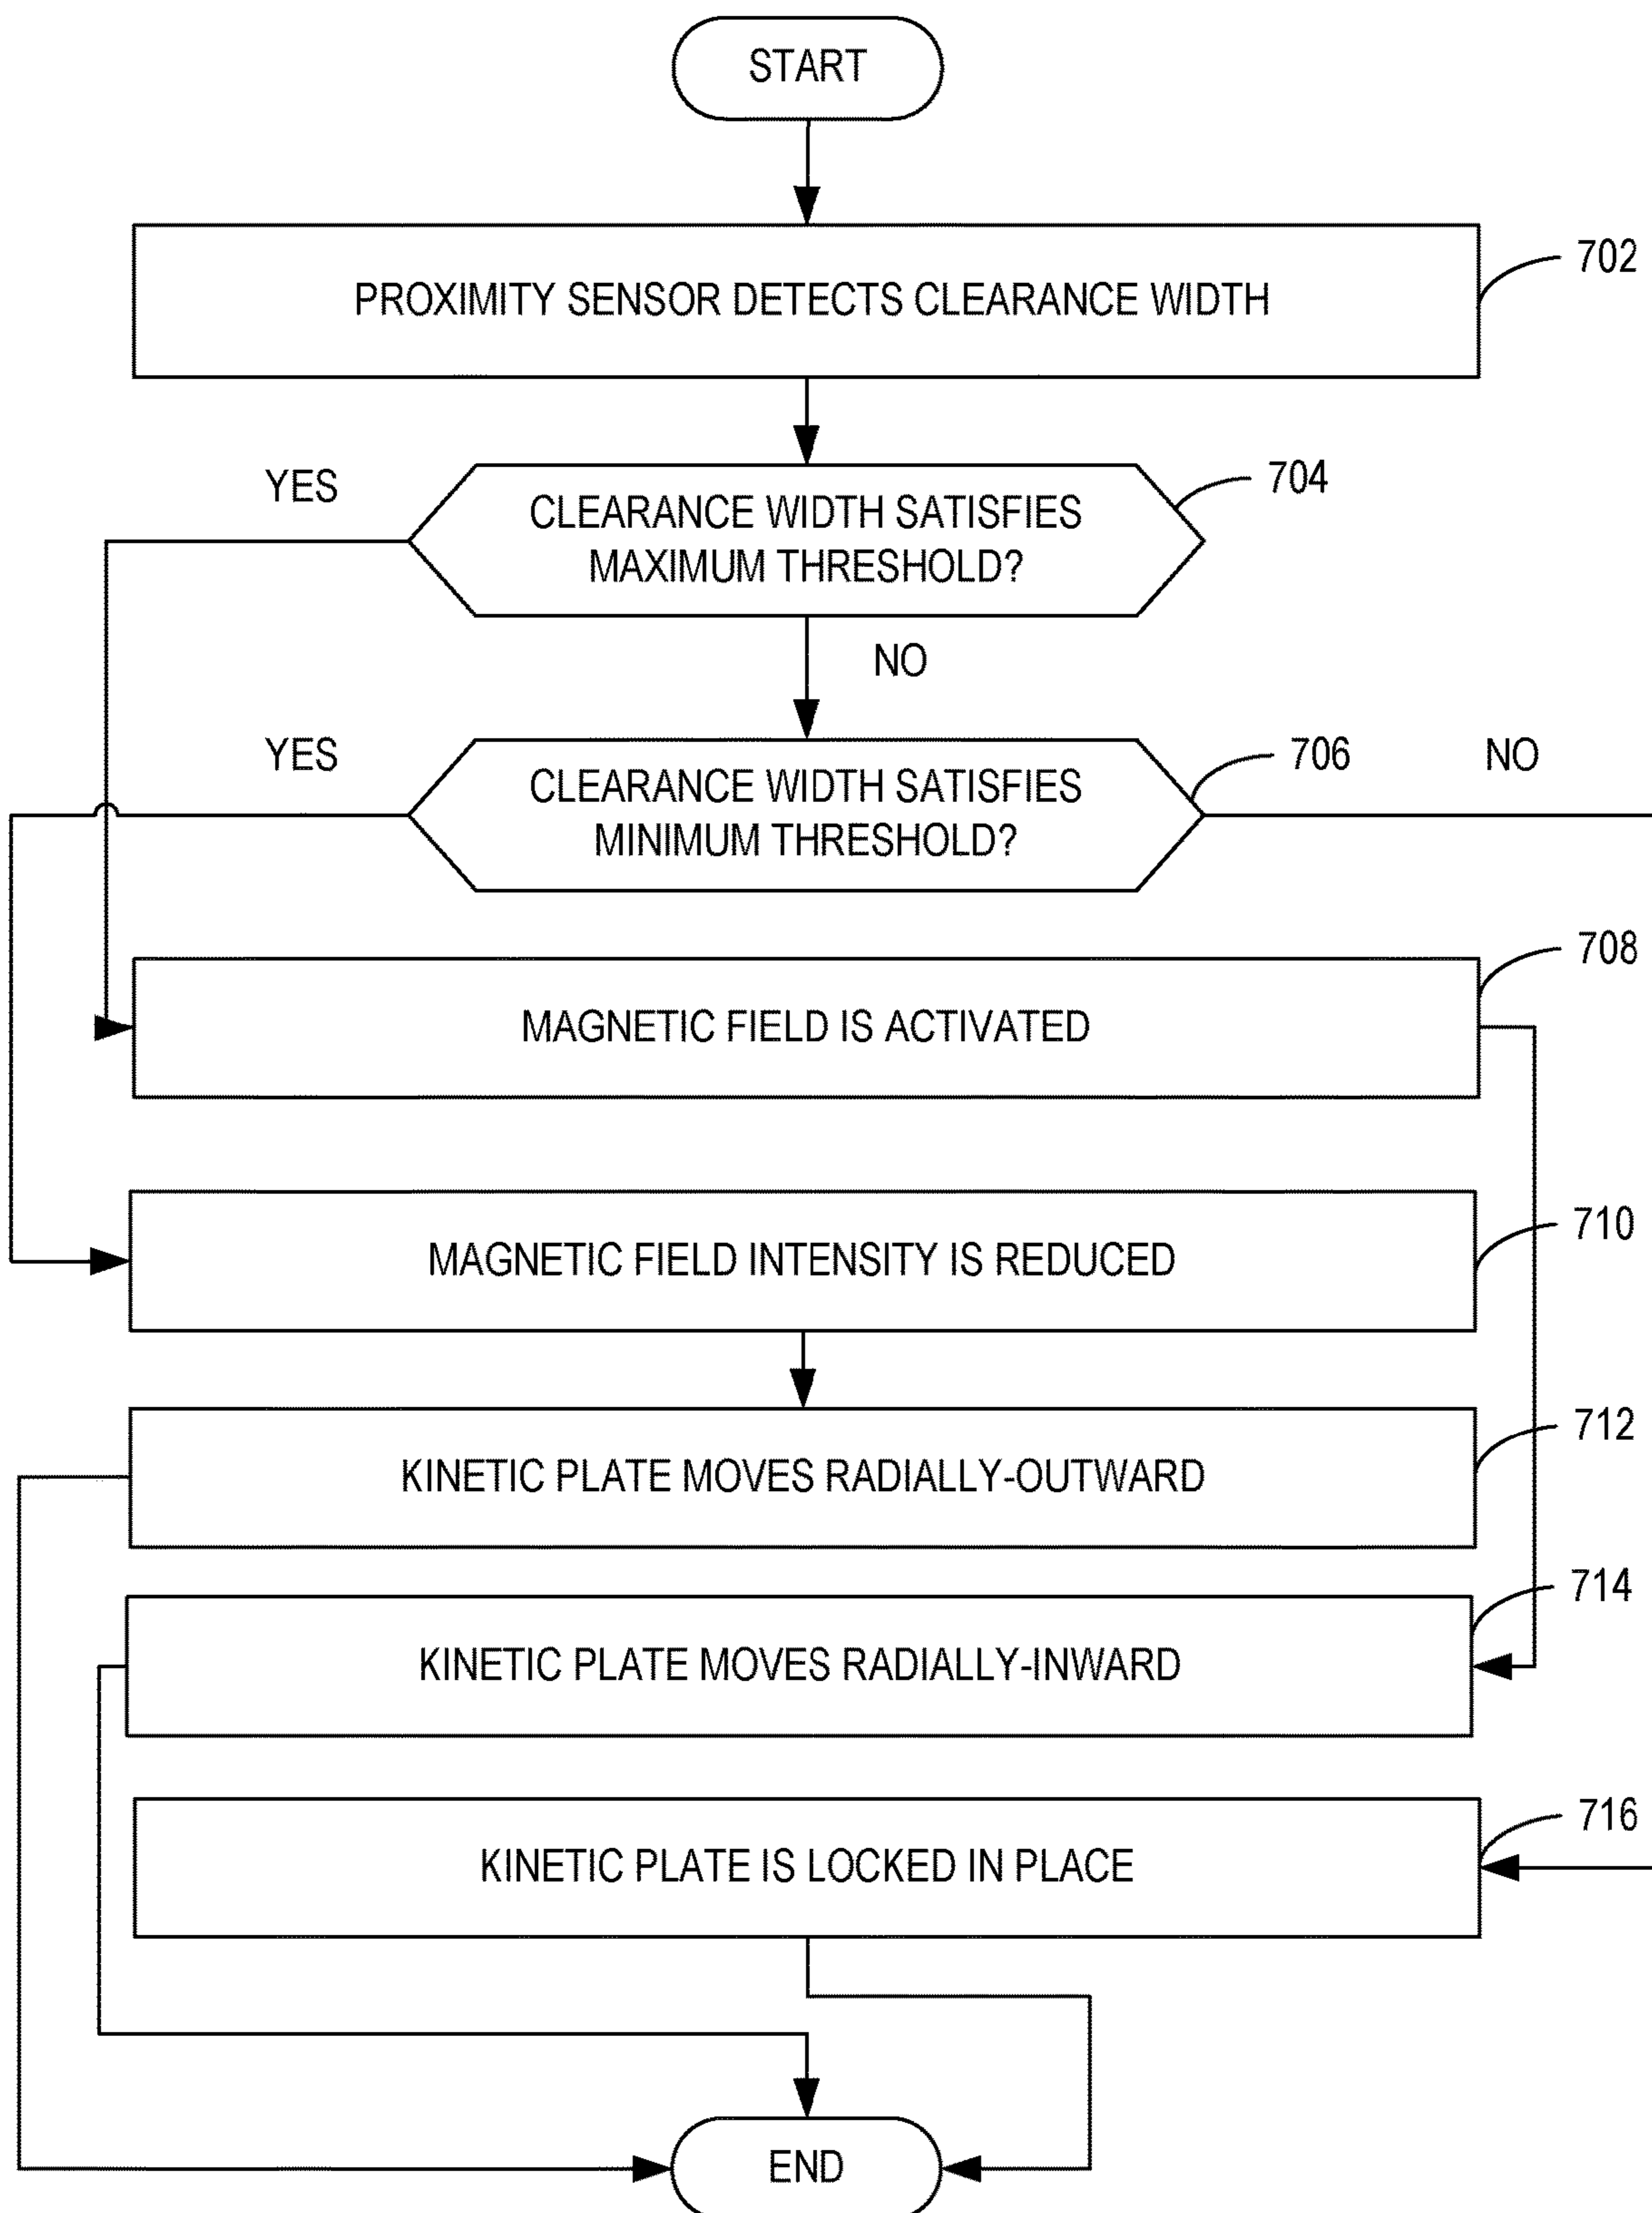 START
PROXIMITY SENSOR DETECTS CLEARANCE WIDTH
702
YES
CLEARANCE WIDTH SATISFIES
MAXIMUM THRESHOLD?
704
NO
YES
CLEARANCE WIDTH SATISFIES
MINIMUM THRESHOLD?
706
NO
708
MAGNETIC FIELD IS ACTIVATED
710
MAGNETIC FIELD INTENSITY IS REDUCED
712
KINETIC PLATE MOVES RADIALLY-OUTWARD
714
KINETIC PLATE MOVES RADIALLY-INWARD
716
KINETIC PLATE IS LOCKED IN PLACE
END